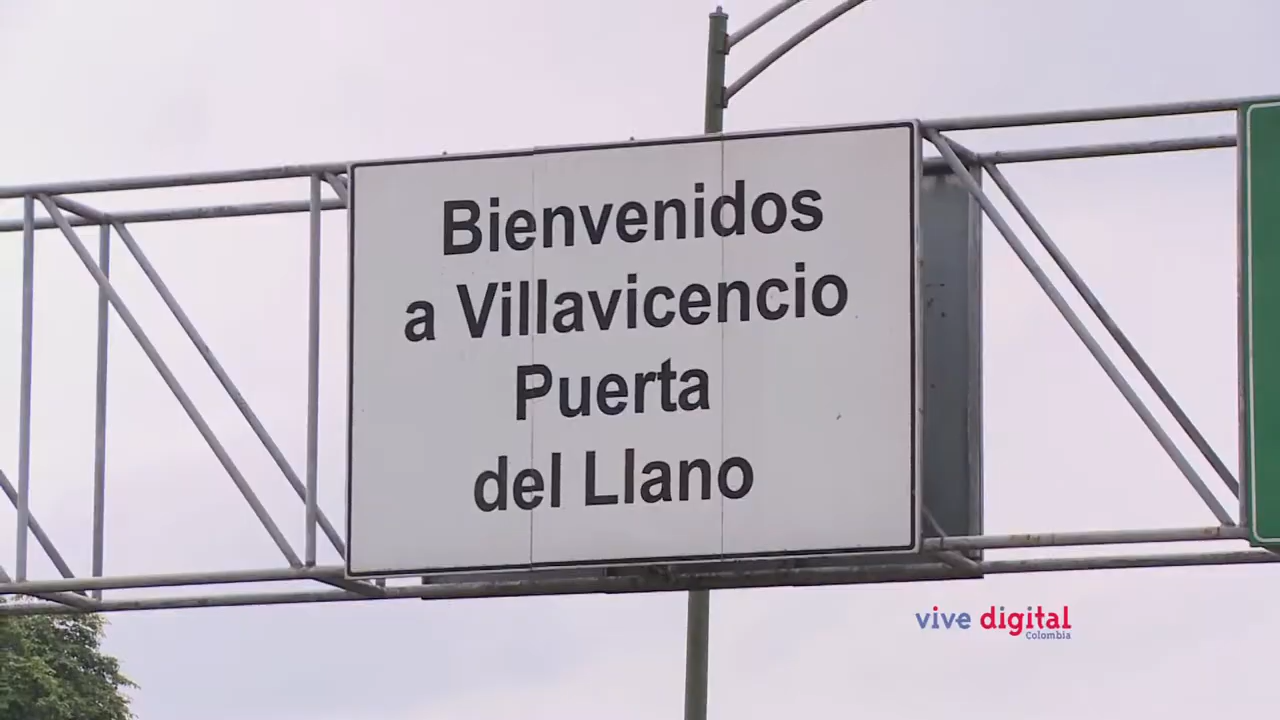 Bienvenidos
a Villavicencio
Puerta
del Llano
vive digital
Colombia